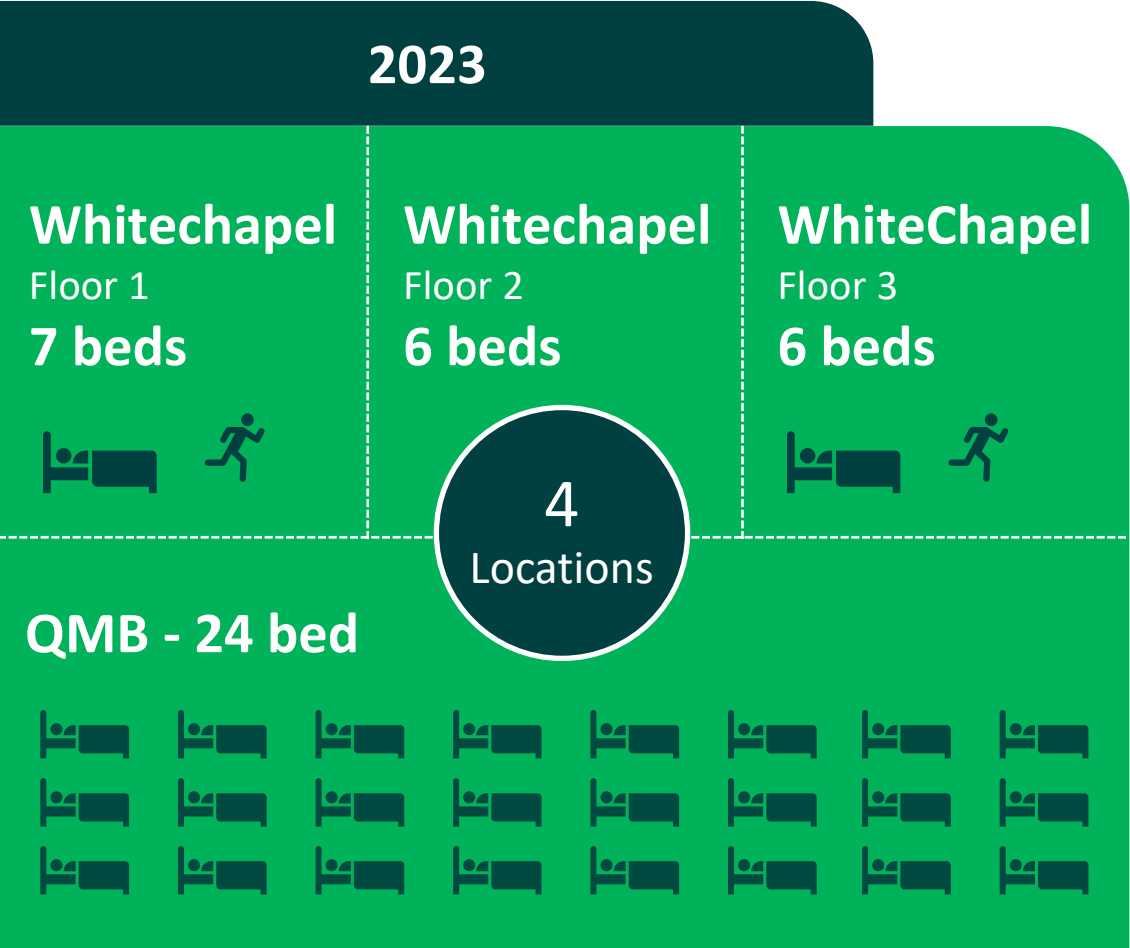 2023
Whitechapel
Floor 1
7 beds
Whitechapel
Floor 2
6 beds
WhiteChapel
Floor 3
6 beds
4
Locations
QMB - 24 bed